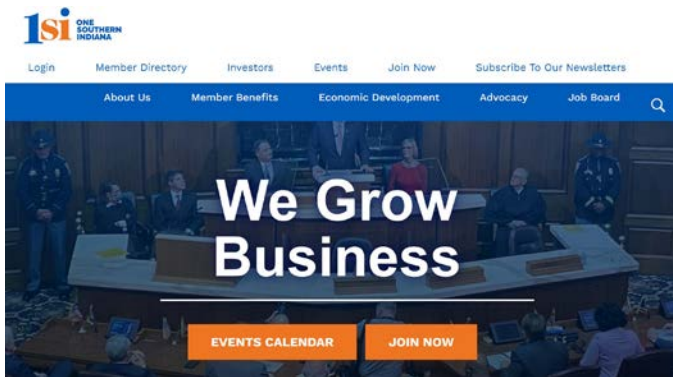 1si ONE
SOUTHERN
INDIANA
Login Member Directory Investors Events Join Now Subscribe To Our Newsletters
About Us Member Benefits Economic Development Advocacy Job Board
We Grow
Business
EVENTS CALENDAR JOIN NOW